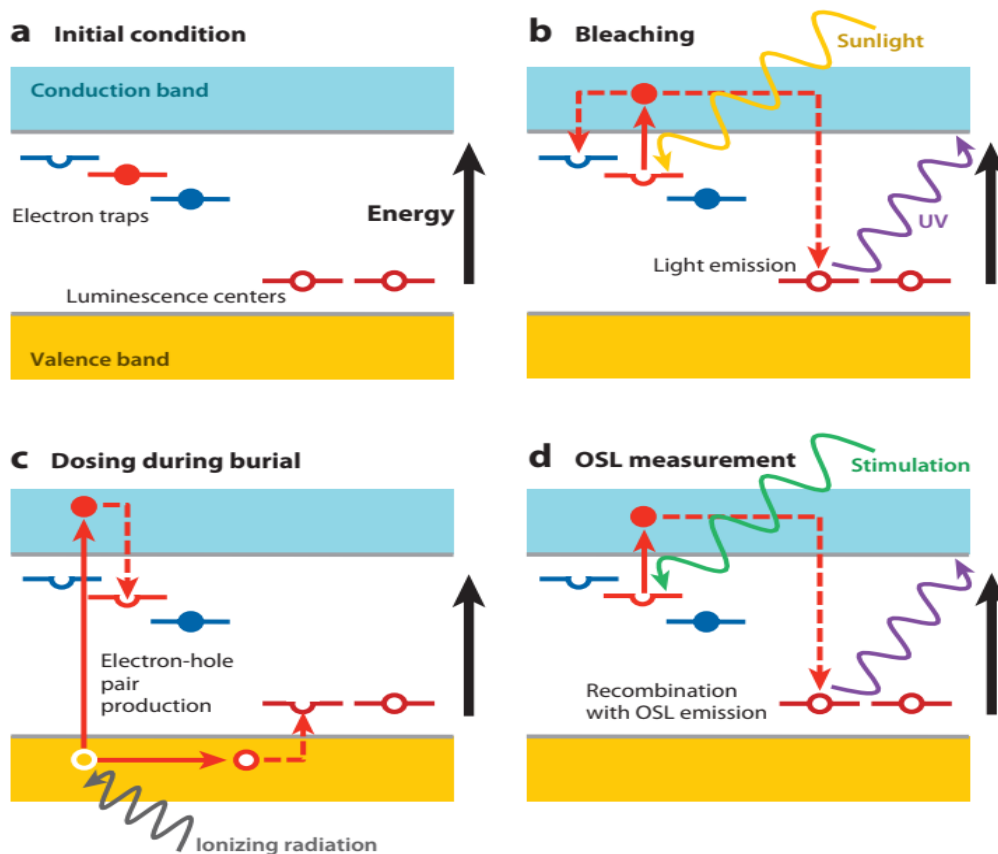 a Initial condition
Conduction band
Electron traps
Energy
Luminescence centers
Valence band
b Bleaching
Sunlight
UV
Light emission
c Dosing during burial
Electron-hole
pair
production
Ionizing radiation
d OSL measurement
Stimulation
Recombination
with OSL emission